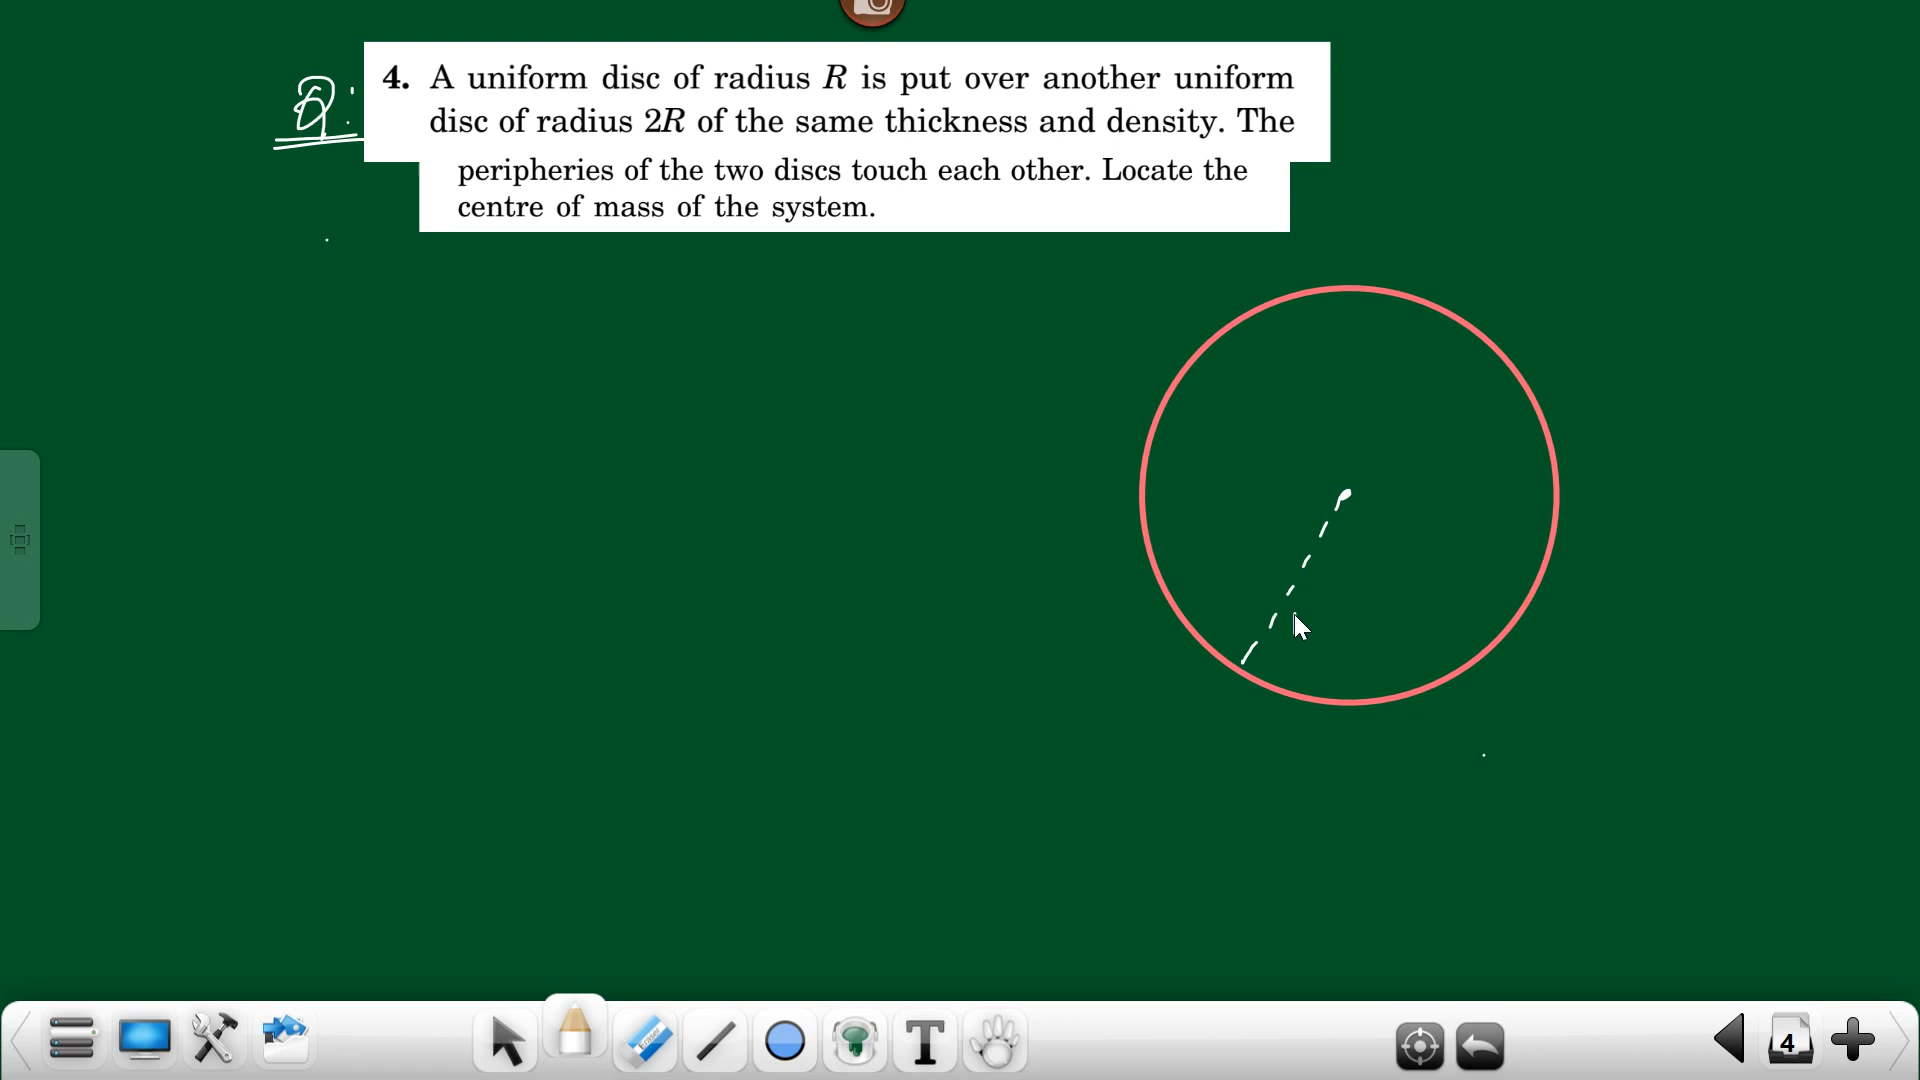 Q:
4. A uniform disc of radius R is put over another uniform
disc of radius 2R of the same thickness and density. The
peripheries of the two discs touch each other. Locate the
centre of mass of the system.
Eraser
T
4